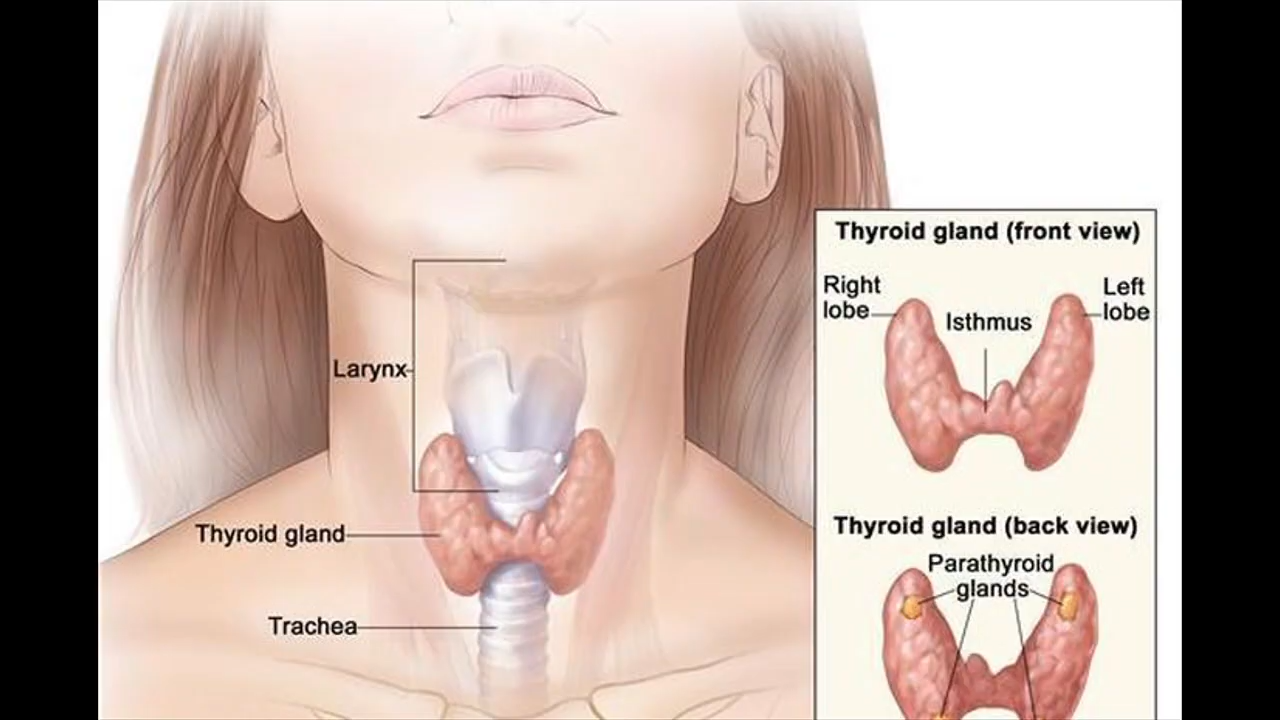 Thyroid gland (front view)
Right
lobe
Left
lobe
Isthmus
Larynx
Thyroid gland
Trachea
Thyroid gland (back view)
Parathyroid
glands